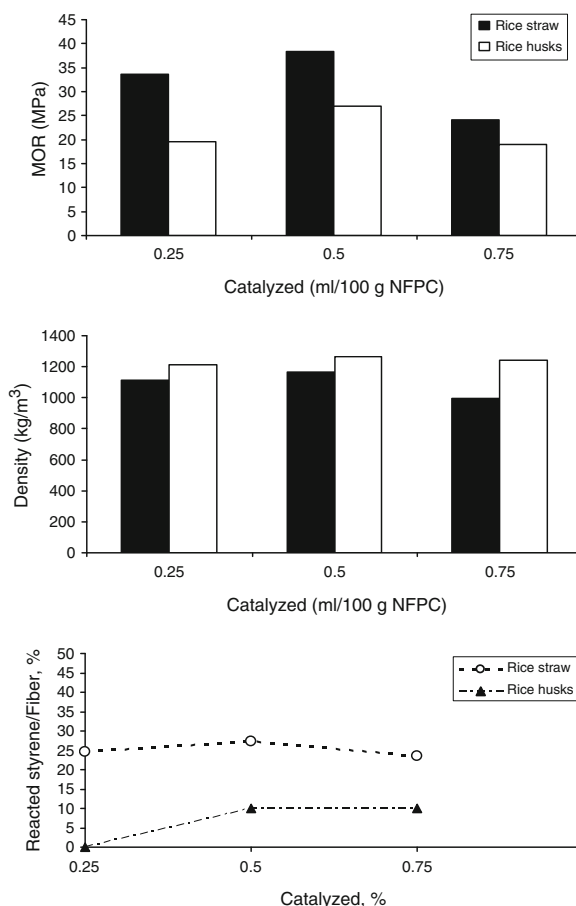 45
40
35
30
25
20
15
10
5
0
MOR (MPa)
Rice straw
Rice husks
0.25 0.5 0.75
Catalyzed (ml/100 g NFPC)
1400
1200
1000
800
600
400
200
0
Density (kg/m³)
0.25 0.5 0.75
Catalyzed (ml/100 g NFPC)
50
45
40
35
30
25
20
15
10
5
0
Reacted styrene/Fiber, %
Rice straw
Rice husks
0.25 0.5 0.75
Catalyzed, %